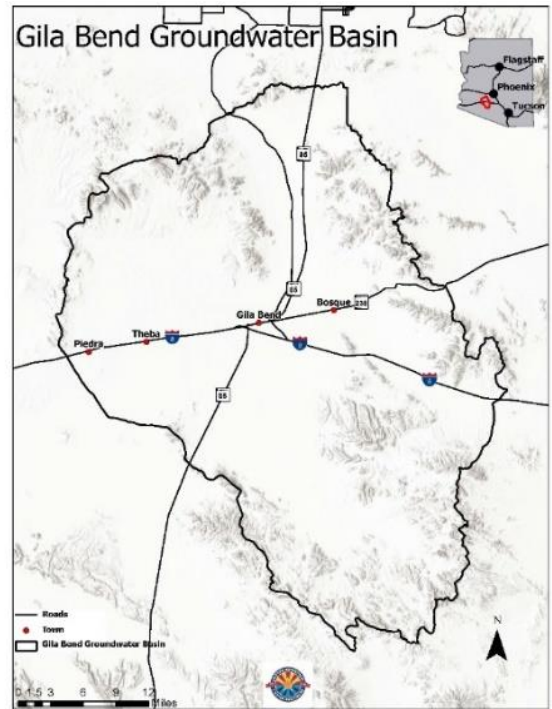 Gila Bend Groundwater Basin
Flagstaff
Phoenix
Tucson
85
85
Bosque
238
Gila Bend
Theba
Piedra
8
8
8
85
Roads
Town
Gila Bend Groundwater Basin
0 1.5 3 6 9 12
Miles
N